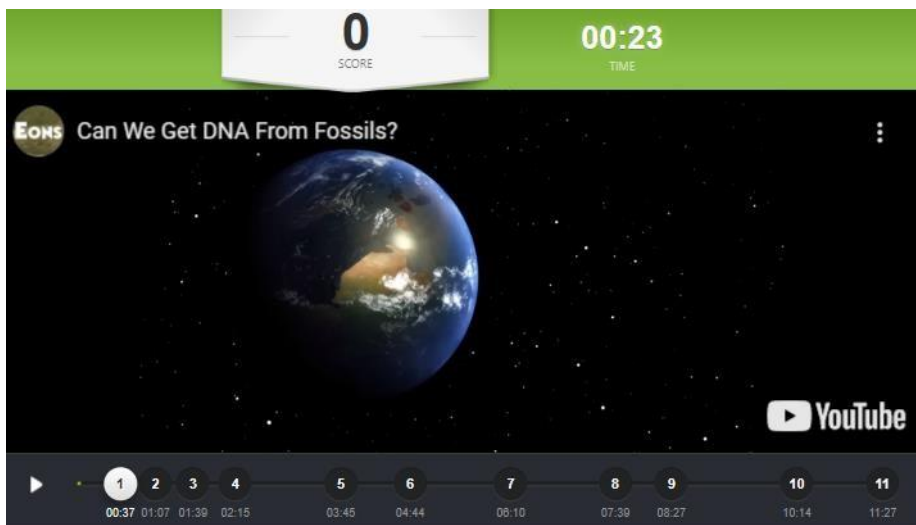 0
SCORE
00:23
TIME
EONS
Can We Get DNA From Fossils?
YouTube
1 2 3 4 5 6 7 8 9 10 11
00:37 01:07 01:39 02:15 03:45 04:44 06:10 07:39 08:27 10:14 11:27